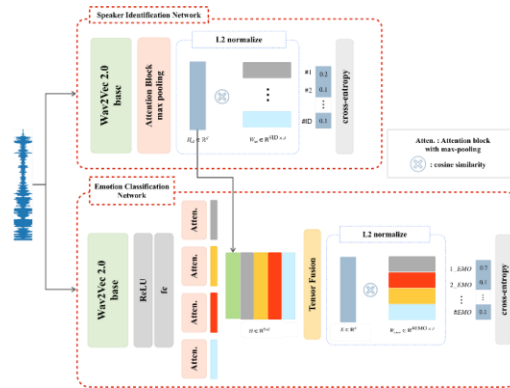 Speaker Identification Network
L2 normalize
Wav2Vec 2.0
base
Attention Block
max pooling
#1 0.2
#2 0.1
...
#ID 0.1
cross-entropy
Atten. : Attention block
with max-pooling
: cosine similarity
Emotion Classification
Network
Wav2Vec 2.0
base
ReLU
fc
Atten.
Atten.
Atten.
Atten.
Tensor Fusion
L2 normalize
1_EMO
2_EMO 0.1
...
#EMO 0.1
cross-entropy